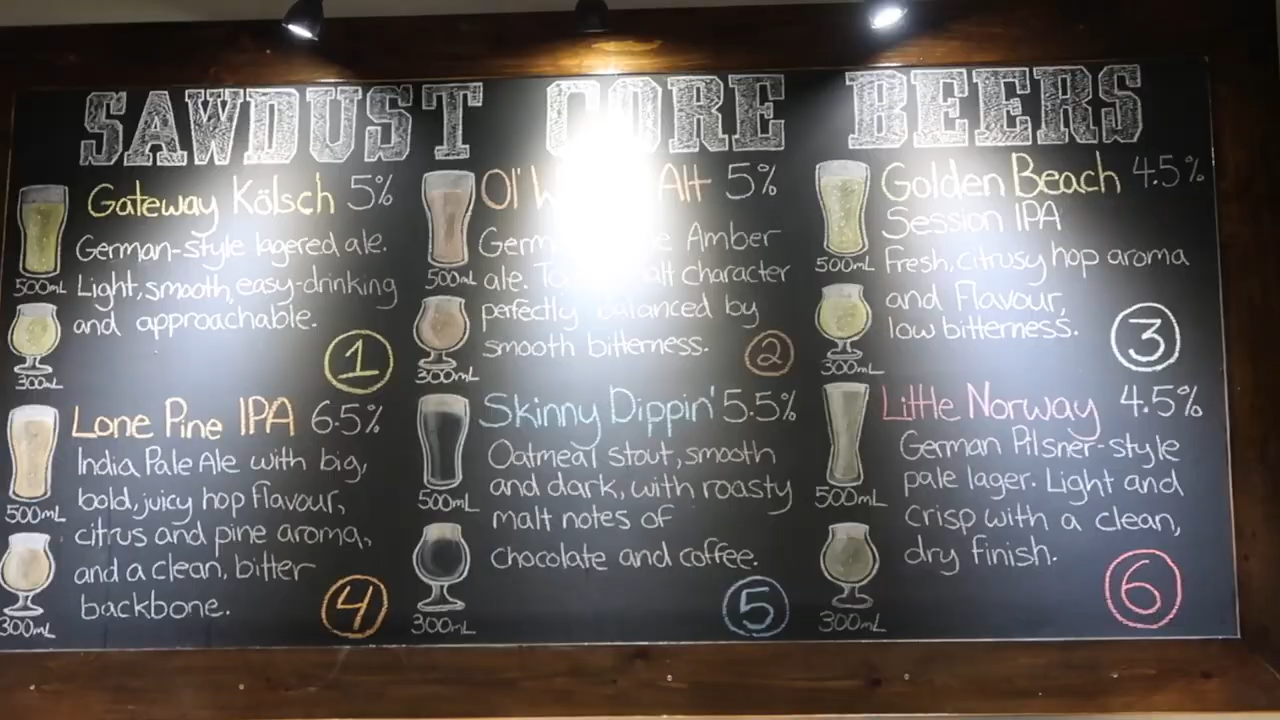 SAWDUST CORE BEERS
Gateway Kölsch 5%
German-style lagered ale.
Light, smooth, easy-drinking
and approachable.
500mL
300mL
1
Ol' Alt 5%
Amber
ale. character
perfectly balanced by
smooth bitterness.
500mL
300mL
2
Golden Beach 4.5%
Session IPA
Fresh, citrusy hop aroma
and flavour,
low bitterness.
500mL
300mL
3
Lone Pine IPA 6.5%
India Pale Ale with big,
bold, juicy hop flavour,
citrus and pine aroma,
and a clean, bitter
backbone.
500mL
300mL
4
Skinny Dippin' 5.5%
Oatmeal stout, smooth
and dark, with roasty
malt notes of
chocolate and coffee.
500mL
300mL
5
Little Norway 4.5%
German Pilsner-style
pale lager. Light and
crisp with a clean,
dry finish.
500mL
300mL
6